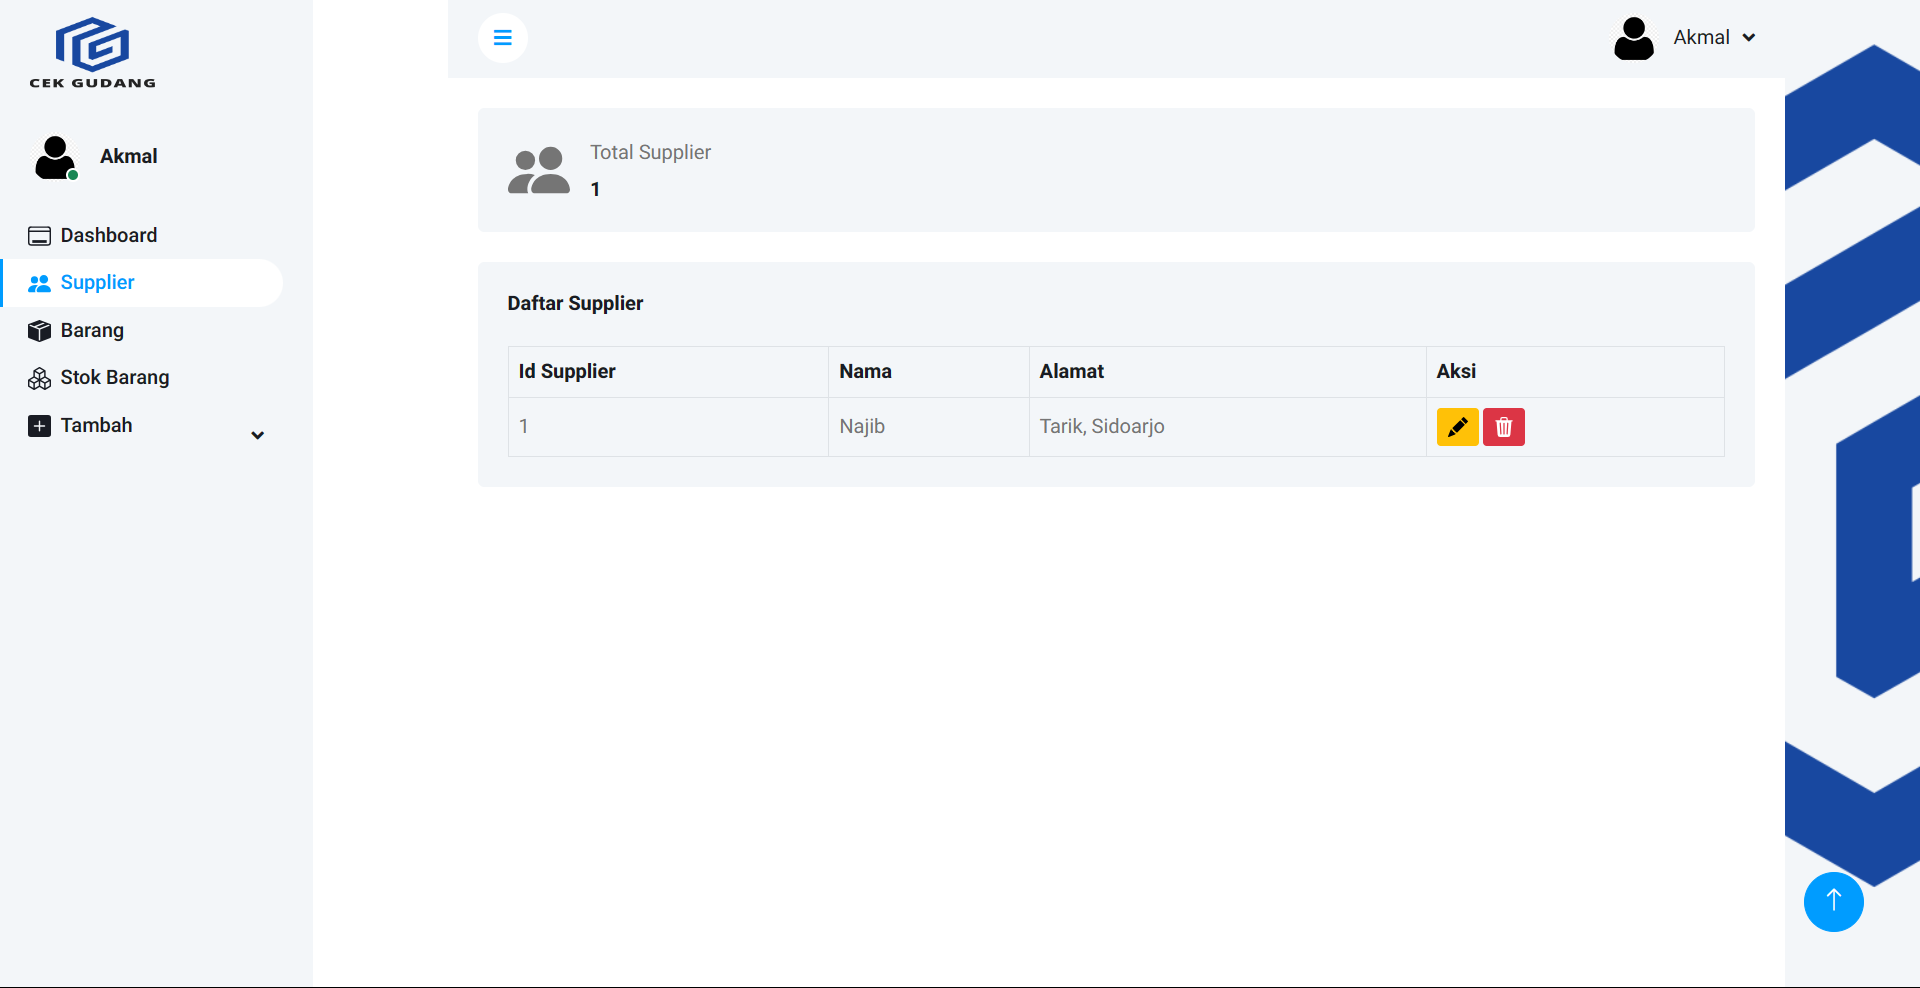 CEK GUDANG
Akmal
Dashboard
Supplier
Barang
Stok Barang
Tambah
Akmal
Total Supplier
1
Daftar Supplier
Id Supplier Nama Alamat Aksi
1 Najib Tarik, Sidoarjo